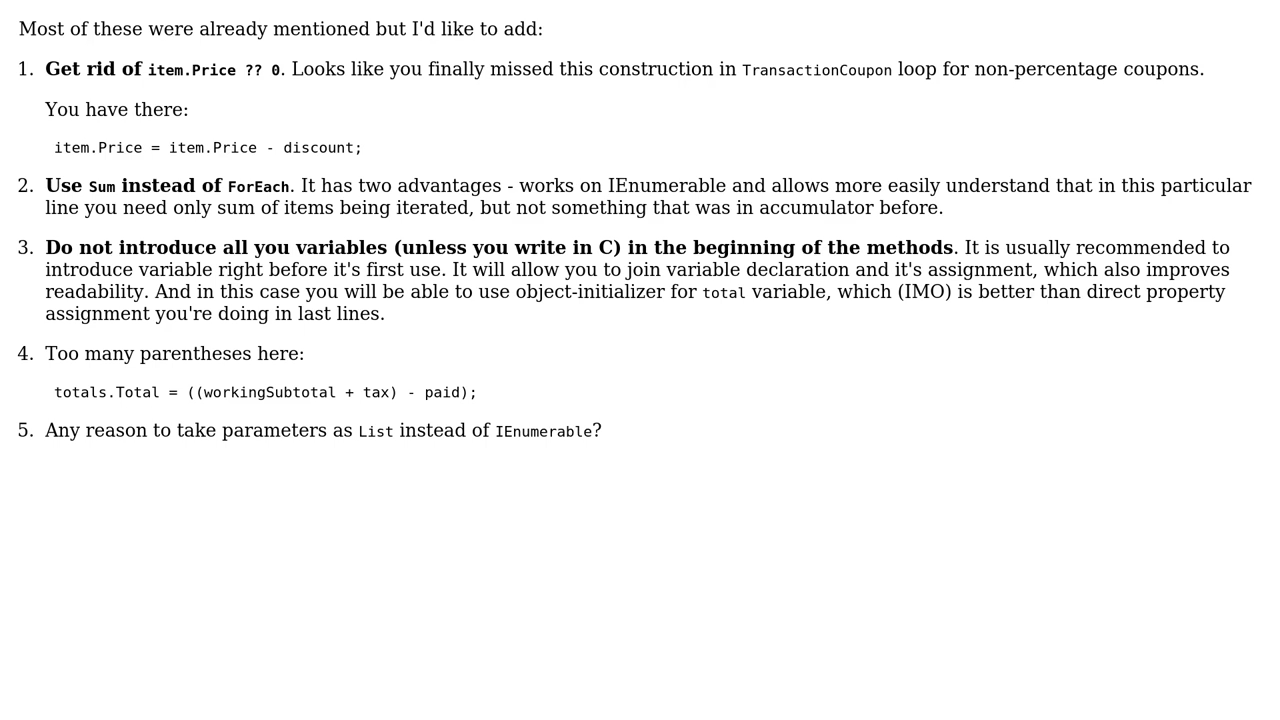 Most of these were already mentioned but I'd like to add:
1. Get rid of item.Price ?? 0. Looks like you finally missed this construction in TransactionCoupon loop for non-percentage coupons.
You have there:
item.Price = item.Price - discount;
2. Use Sum instead of ForEach. It has two advantages - works on IEnumerable and allows more easily understand that in this particular
line you need only sum of items being iterated, but not something that was in accumulator before.
3. Do not introduce all you variables (unless you write in C) in the beginning of the methods. It is usually recommended to
introduce variable right before it's first use. It will allow you to join variable declaration and it's assignment, which also improves
readability. And in this case you will be able to use object-initializer for total variable, which (IMO) is better than direct property
assignment you're doing in last lines.
4. Too many parentheses here:
totals.Total = ((workingSubtotal + tax) - paid);
5. Any reason to take parameters as List instead of IEnumerable?